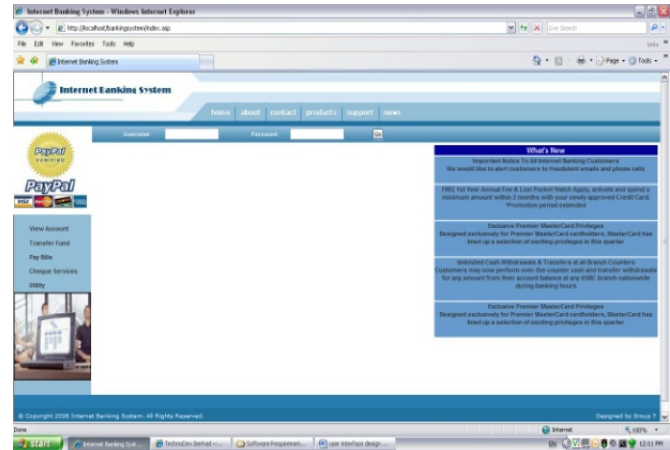 Internet Banking System - Windows Internet Explorer
http://localhost/bankingsystem/index.asp
Live Search
File Edit View Favorites Tools Help
Links
Internet Banking System
Page Tools
Internet Banking System
home about contact products support news
Username Password Go
PayPal
VERIFIED
PayPal
VISA
View Account
Transfer Fund
Pay Bills
Cheque Services
Utility
What's New
Important Notice To All Internet Banking Customers
We would like to alert customers to fraudulent emails and phone calls
FREE 1st Year Annual Fee & Lion Pocket Watch Apply, activate and spend a
minimum amount within 2 months with your newly approved Credit Card.
*Promotion period extended
Exclusive Premier MasterCard Privileges
Designed exclusively for Premier MasterCard cardholders, MasterCard has
lined up a selection of exciting privileges in this quarter
Unlimited Cash Withdrawals & Transfers at all Branch Counters
Customers may now perform over-the-counter cash and transfer withdrawals
for any amount from their account balance at any HSBC branch nationwide
during banking hours
Exclusive Premier MasterCard Privileges
Designed exclusively for Premier MasterCard cardholders, MasterCard has
lined up a selection of exciting privileges in this quarter
© Copyright 2008 Internet Banking System. All Rights Reserved.
Designed by Group 7
Done
Internet
100%
start
Internet Banking Syst...
TechnoDev Berhad -...
Software Requiremen...
user interface design ...
EN
12:11 PM